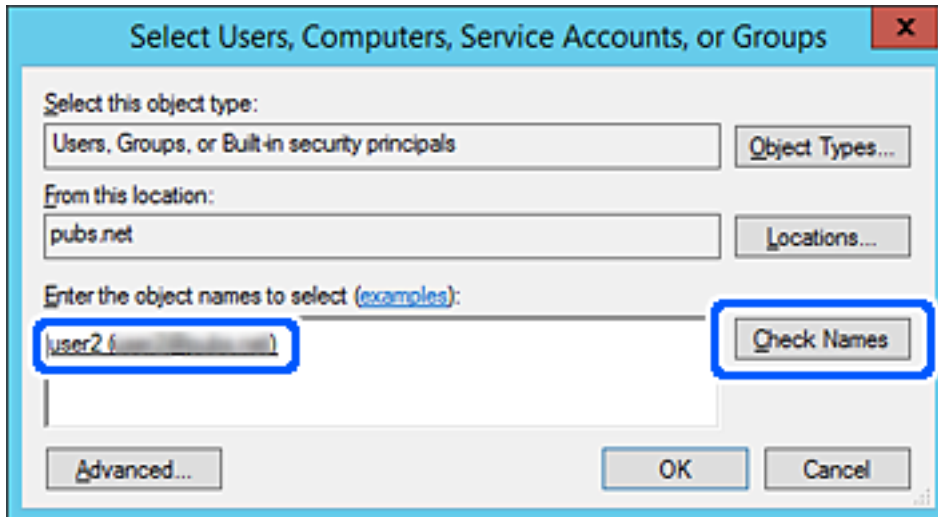 Select Users, Computers, Service Accounts, or Groups
x
Select this object type:
Users, Groups, or Built-in security principals
Object Types...
From this location:
pubs.net
Locations...
Enter the object names to select (examples):
user2 (
Check Names
Advanced...
OK
Cancel